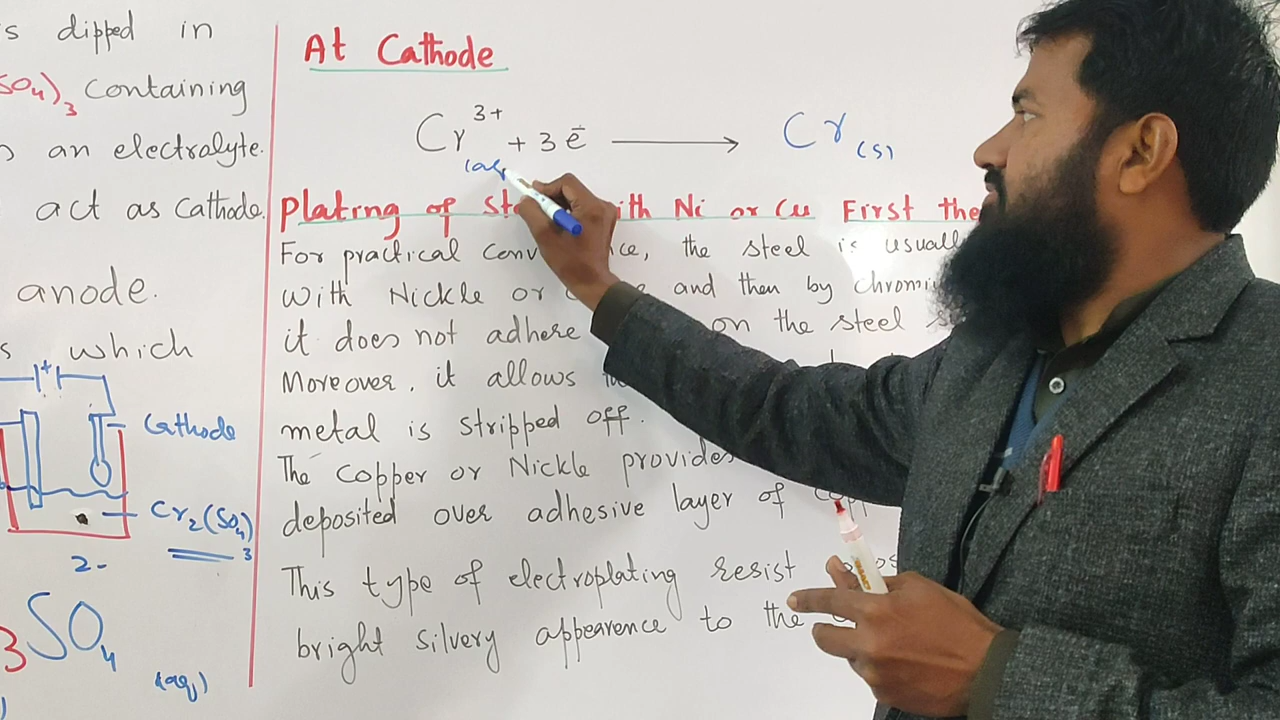 s dipped in
SO4)3 Containing
an electralyte.
act as Cathode.
anode.
s which
+
Cathode
Cr2(SO4)3
2-
3SO4
(aq)
At Cathode
Cr3+ + 3e- ⟶ Cr(s)
(aq
Plating of with Ni or Cu First the
For practical the steel is
with Nickle or and then by
it does not adhere on the steel
Moreover, it allows
metal is stripped off.
The Copper or Nickle provides
deposited over adhesive layer of
This type of electroplating resist
bright silvery appearence to the